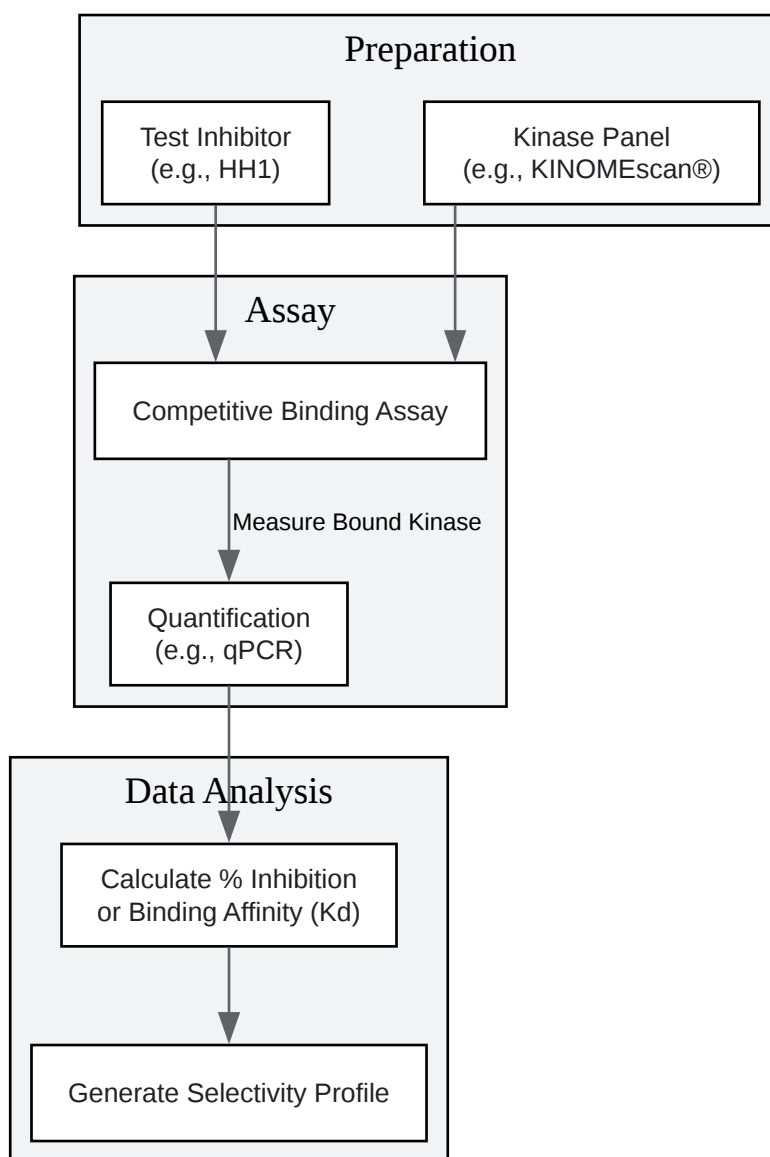 Preparation
Test Inhibitor
(e.g., HH1)
Kinase Panel
(e.g., KINOMEscan®)
Assay
Competitive Binding Assay
Measure Bound Kinase
Quantification
(e.g., qPCR)
Data Analysis
Calculate % Inhibition
or Binding Affinity (Kd)
Generate Selectivity Profile